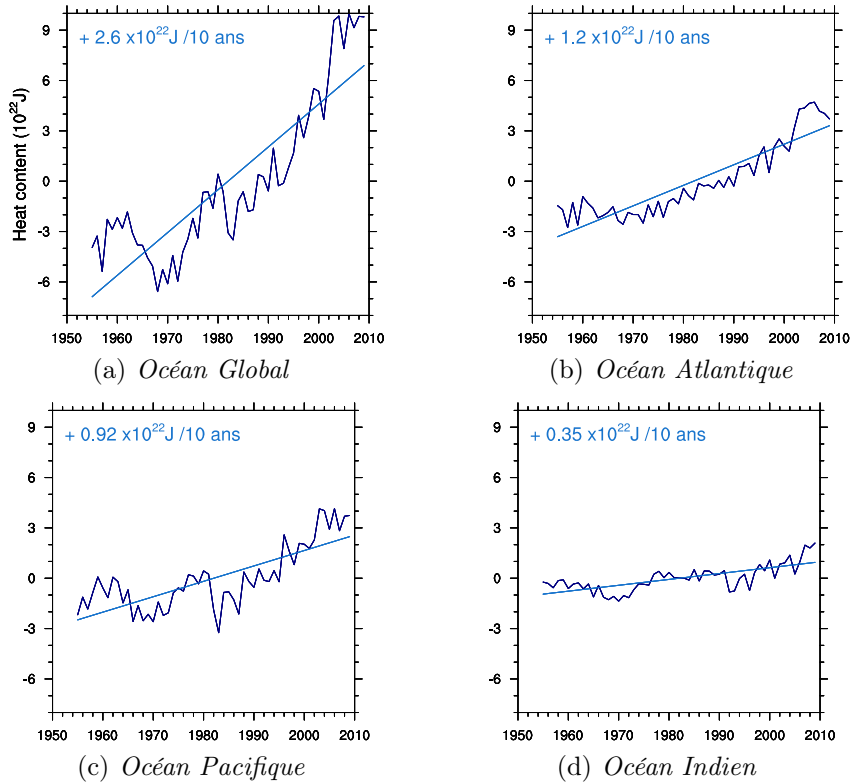 + 2.6 x10²²J /10 ans
Heat content (10²²J)
9
6
3
0
-3
-6
1950 1960 1970 1980 1990 2000 2010
(a) Océan Global
+ 1.2 x10²²J /10 ans
9
6
3
0
-3
-6
1950 1960 1970 1980 1990 2000 2010
(b) Océan Atlantique
+ 0.92 x10²²J /10 ans
9
6
3
0
-3
-6
1950 1960 1970 1980 1990 2000 2010
(c) Océan Pacifique
+ 0.35 x10²²J /10 ans
9
6
3
0
-3
-6
1950 1960 1970 1980 1990 2000 2010
(d) Océan Indien